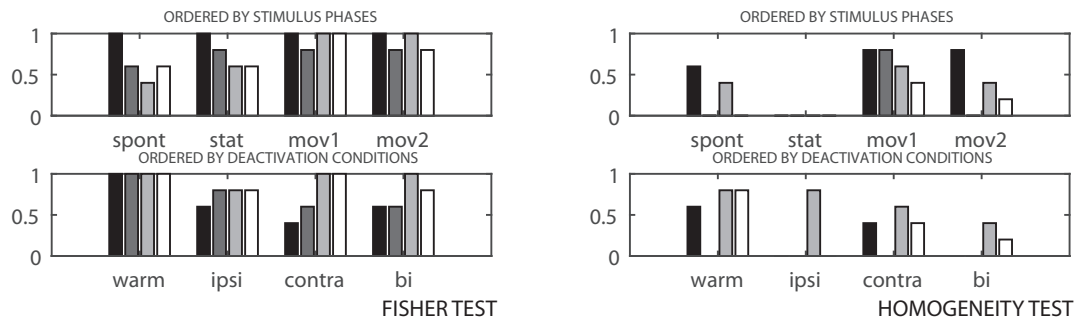 ORDERED BY STIMULUS PHASES
1
0.5
0
spont stat mov1 mov2
ORDERED BY DEACTIVATION CONDITIONS
1
0.5
0
warm ipsi contra bi
FISHER TEST
ORDERED BY STIMULUS PHASES
1
0.5
0
spont stat mov1 mov2
ORDERED BY DEACTIVATION CONDITIONS
1
0.5
0
warm ipsi contra bi
HOMOGENEITY TEST